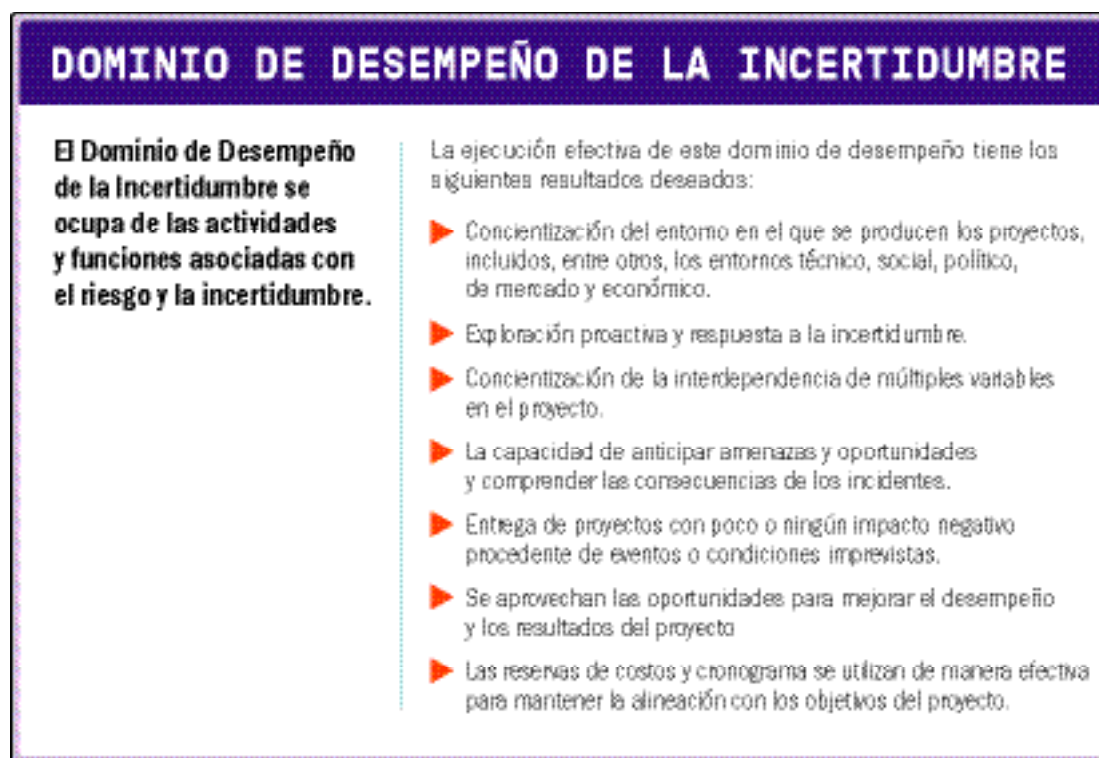 DOMINIO DE DESEMPEÑO DE LA INCERTIDUMBRE
El Dominio de Desempeño
de la Incertidumbre se
ocupa de las actividades
y funciones asociadas con
el riesgo y la incertidumbre.
La ejecución efectiva de este dominio de desempeño tiene los
siguientes resultados deseados:
Concientización del entorno en el que se producen los proyectos,
incluidos, entre otros, los entornos técnico, social, político,
de mercado y económico.
Exploración proactiva y respuesta a la incertidumbre.
Concientización de la interdependencia de múltiples variables
en el proyecto.
La capacidad de anticipar amenazas y oportunidades
y comprender las consecuencias de los incidentes.
Entrega de proyectos con poco o ningún impacto negativo
procedente de eventos o condiciones imprevistas.
Se aprovechan las oportunidades para mejorar el desempeño
y los resultados del proyecto
Las reservas de costos y cronograma se utilizan de manera efectiva
para mantener la alineación con los objetivos del proyecto.